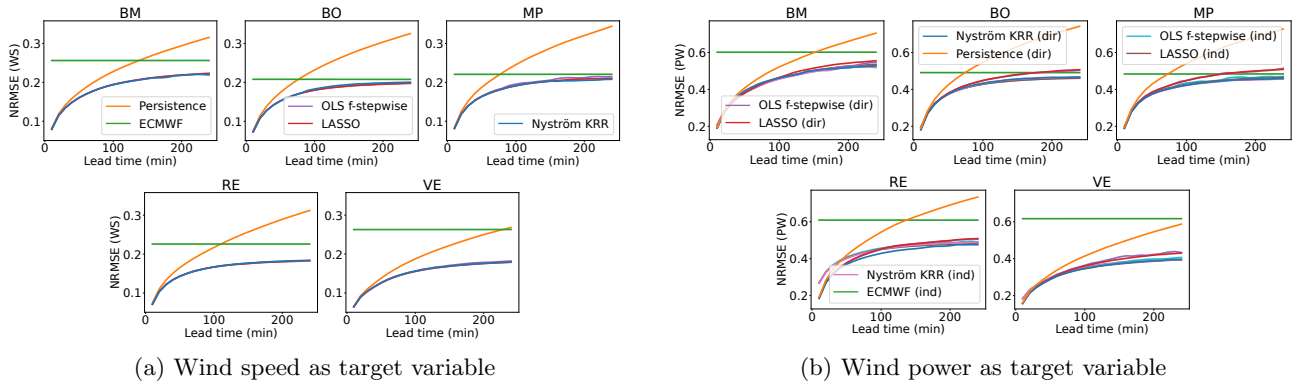 BM
BO
MP
NRMSE (WS)
0.3
0.2
0.1
Persistence
ECMWF
0
100
200
Lead time (min)
0.3
0.2
0.1
OLS f-stepwise
LASSO
0
100
200
Lead time (min)
0.3
0.2
0.1
Nyström KRR
0
100
200
Lead time (min)
RE
VE
NRMSE (WS)
0.3
0.2
0.1
0
100
200
Lead time (min)
0.3
0.2
0.1
0
100
200
Lead time (min)
(a) Wind speed as target variable
BM
BO
MP
NRMSE (PW)
0.6
0.4
0.2
OLS f-stepwise (dir)
LASSO (dir)
0
100
200
Lead time (min)
0.6
0.4
0.2
Nyström KRR (dir)
Persistence (dir)
0
100
200
Lead time (min)
0.6
0.4
0.2
OLS f-stepwise (ind)
LASSO (ind)
0
100
200
Lead time (min)
RE
VE
NRMSE (PW)
0.6
0.4
0.2
Nyström KRR (ind)
ECMWF (ind)
0
100
200
Lead time (min)
0.6
0.4
0.2
0
100
200
Lead time (min)
(b) Wind power as target variable